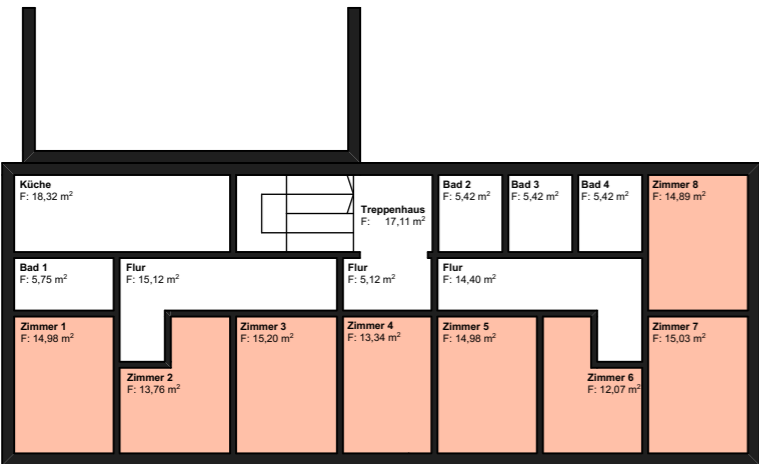 Küche
F: 18,32 m²
Treppenhaus
F: 17,11 m²
Bad 2
F: 5,42 m²
Bad 3
F: 5,42 m²
Bad 4
F: 5,42 m²
Zimmer 8
F: 14,89 m²
Bad 1
F: 5,75 m²
Flur
F: 15,12 m²
Flur
F: 5,12 m²
Flur
F: 14,40 m²
Zimmer 1
F: 14,98 m²
Zimmer 2
F: 13,76 m²
Zimmer 3
F: 15,20 m²
Zimmer 4
F: 13,34 m²
Zimmer 5
F: 14,98 m²
Zimmer 6
F: 12,07 m²
Zimmer 7
F: 15,03 m²